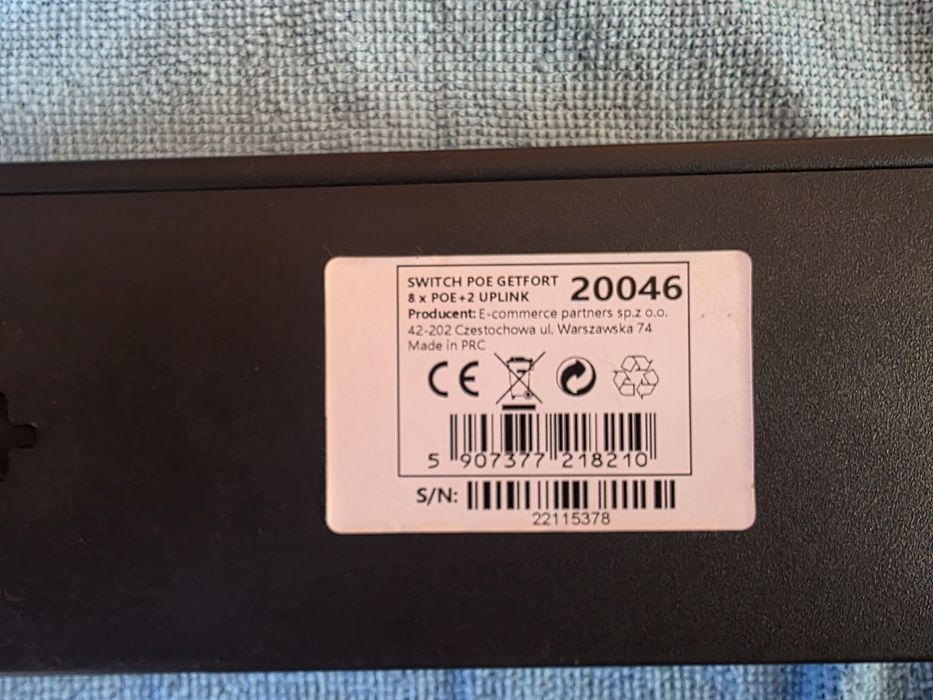 SWITCH POE GETFORT 20046
8 x POE+2 UPLINK
Producent: E-commerce partners sp.z o.o.
42-202 Czestochowa ul. Warszawska 74
Made in PRC
CE
5 907377 218210
S/N:
22115378